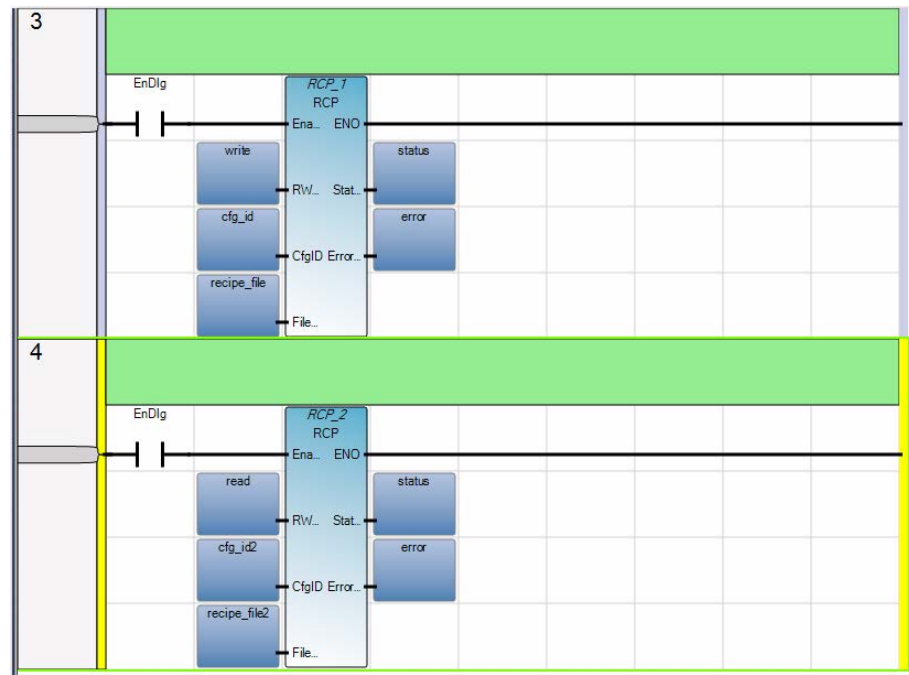 3
EnDlg
RCP_1
RCP
Ena... ENO
write
status
RW... Stat...
cfg_id
error
CfgID Error...
recipe_file
File...
4
EnDlg
RCP_2
RCP
Ena... ENO
read
status
RW... Stat...
cfg_id2
error
CfgID Error...
recipe_file2
File...